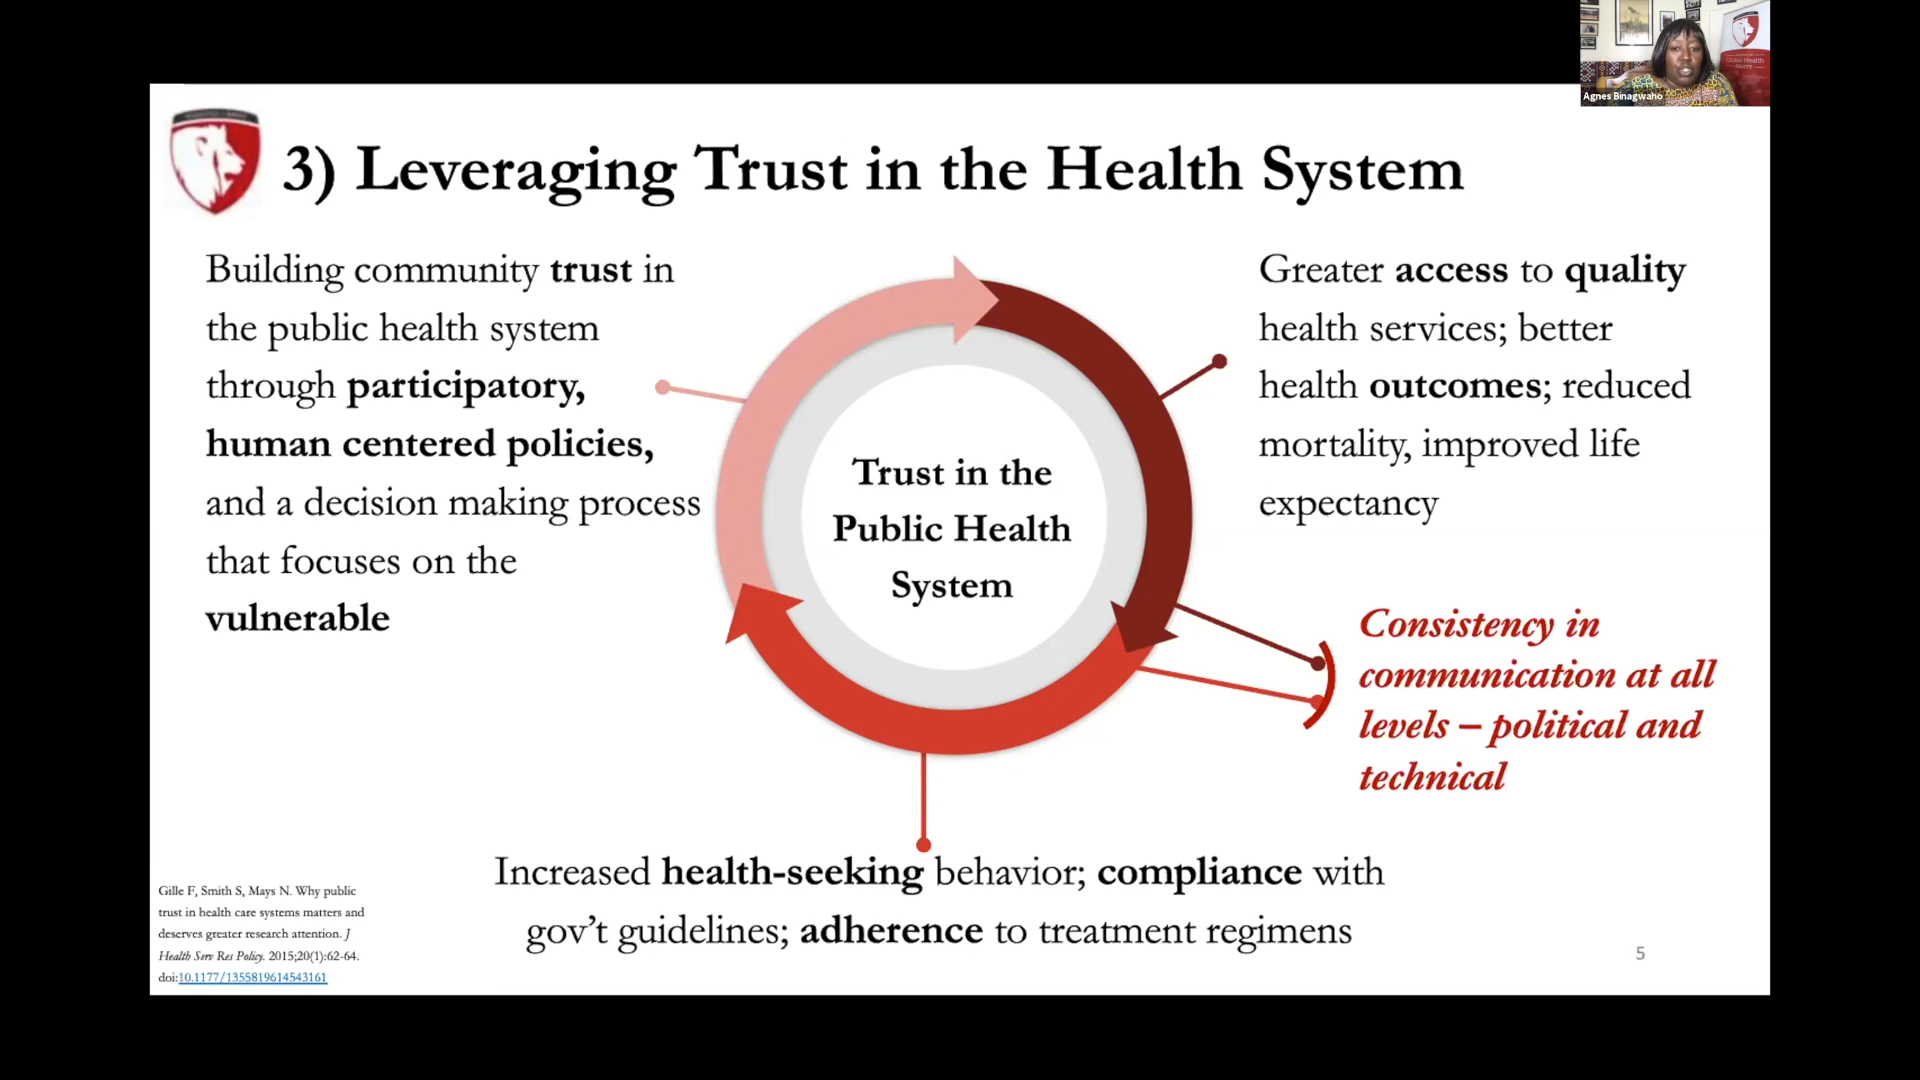 Agnes Binagwaho
Global Health
3) Leveraging Trust in the Health System
Building community trust in
the public health system
through participatory,
human centered policies,
and a decision making process
that focuses on the
vulnerable
Trust in the
Public Health
System
Greater access to quality
health services; better
health outcomes; reduced
mortality, improved life
expectancy
Consistency in
communication at all
levels – political and
technical
Increased health-seeking behavior; compliance with
gov’t guidelines; adherence to treatment regimens
Gille F, Smith S, Mays N. Why public
trust in health care systems matters and
deserves greater research attention. J
Health Serv Res Policy. 2015;20(1):62-64.
doi:10.1177/1355819614543161
5